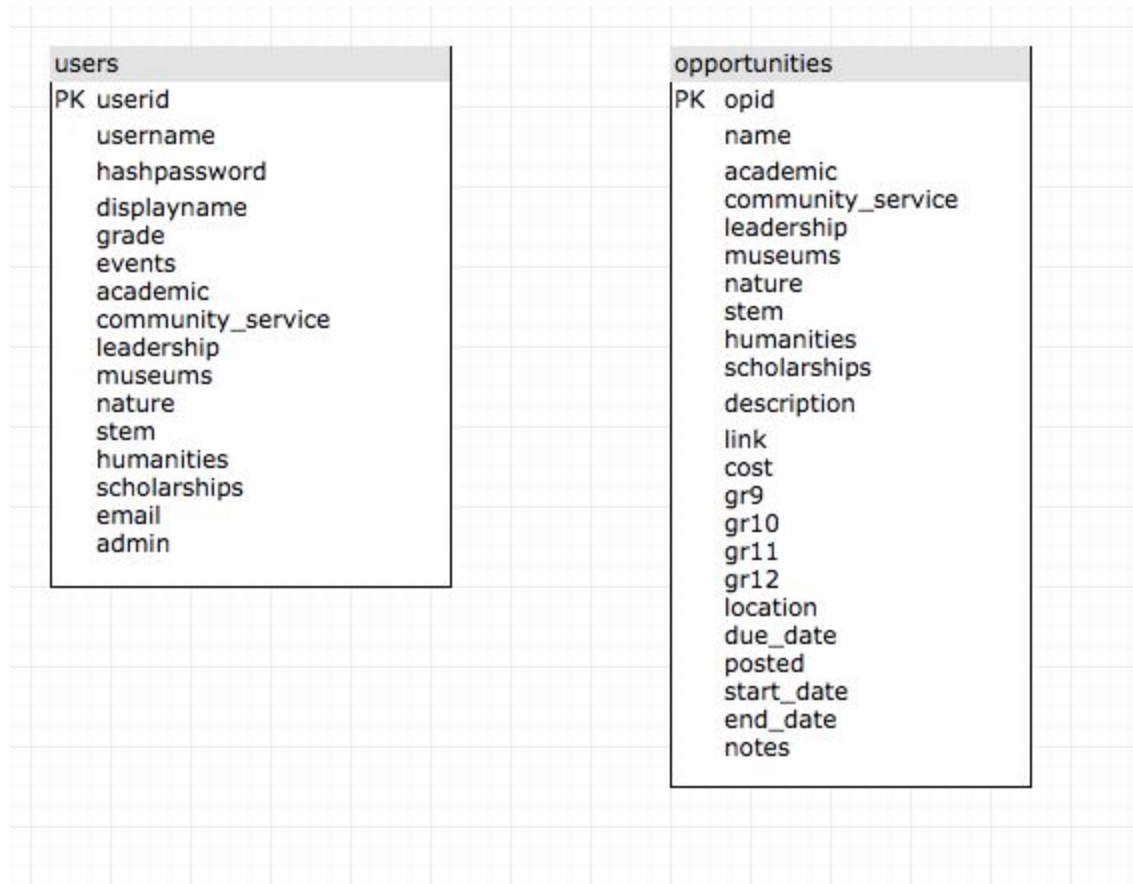 users
PK userid
username
hashpassword
displayname
grade
events
academic
community_service
leadership
museums
nature
stem
humanities
scholarships
email
admin
opportunities
PK opid
name
academic
community_service
leadership
museums
nature
stem
humanities
scholarships
description
link
cost
gr9
gr10
gr11
gr12
location
due_date
posted
start_date
end_date
notes